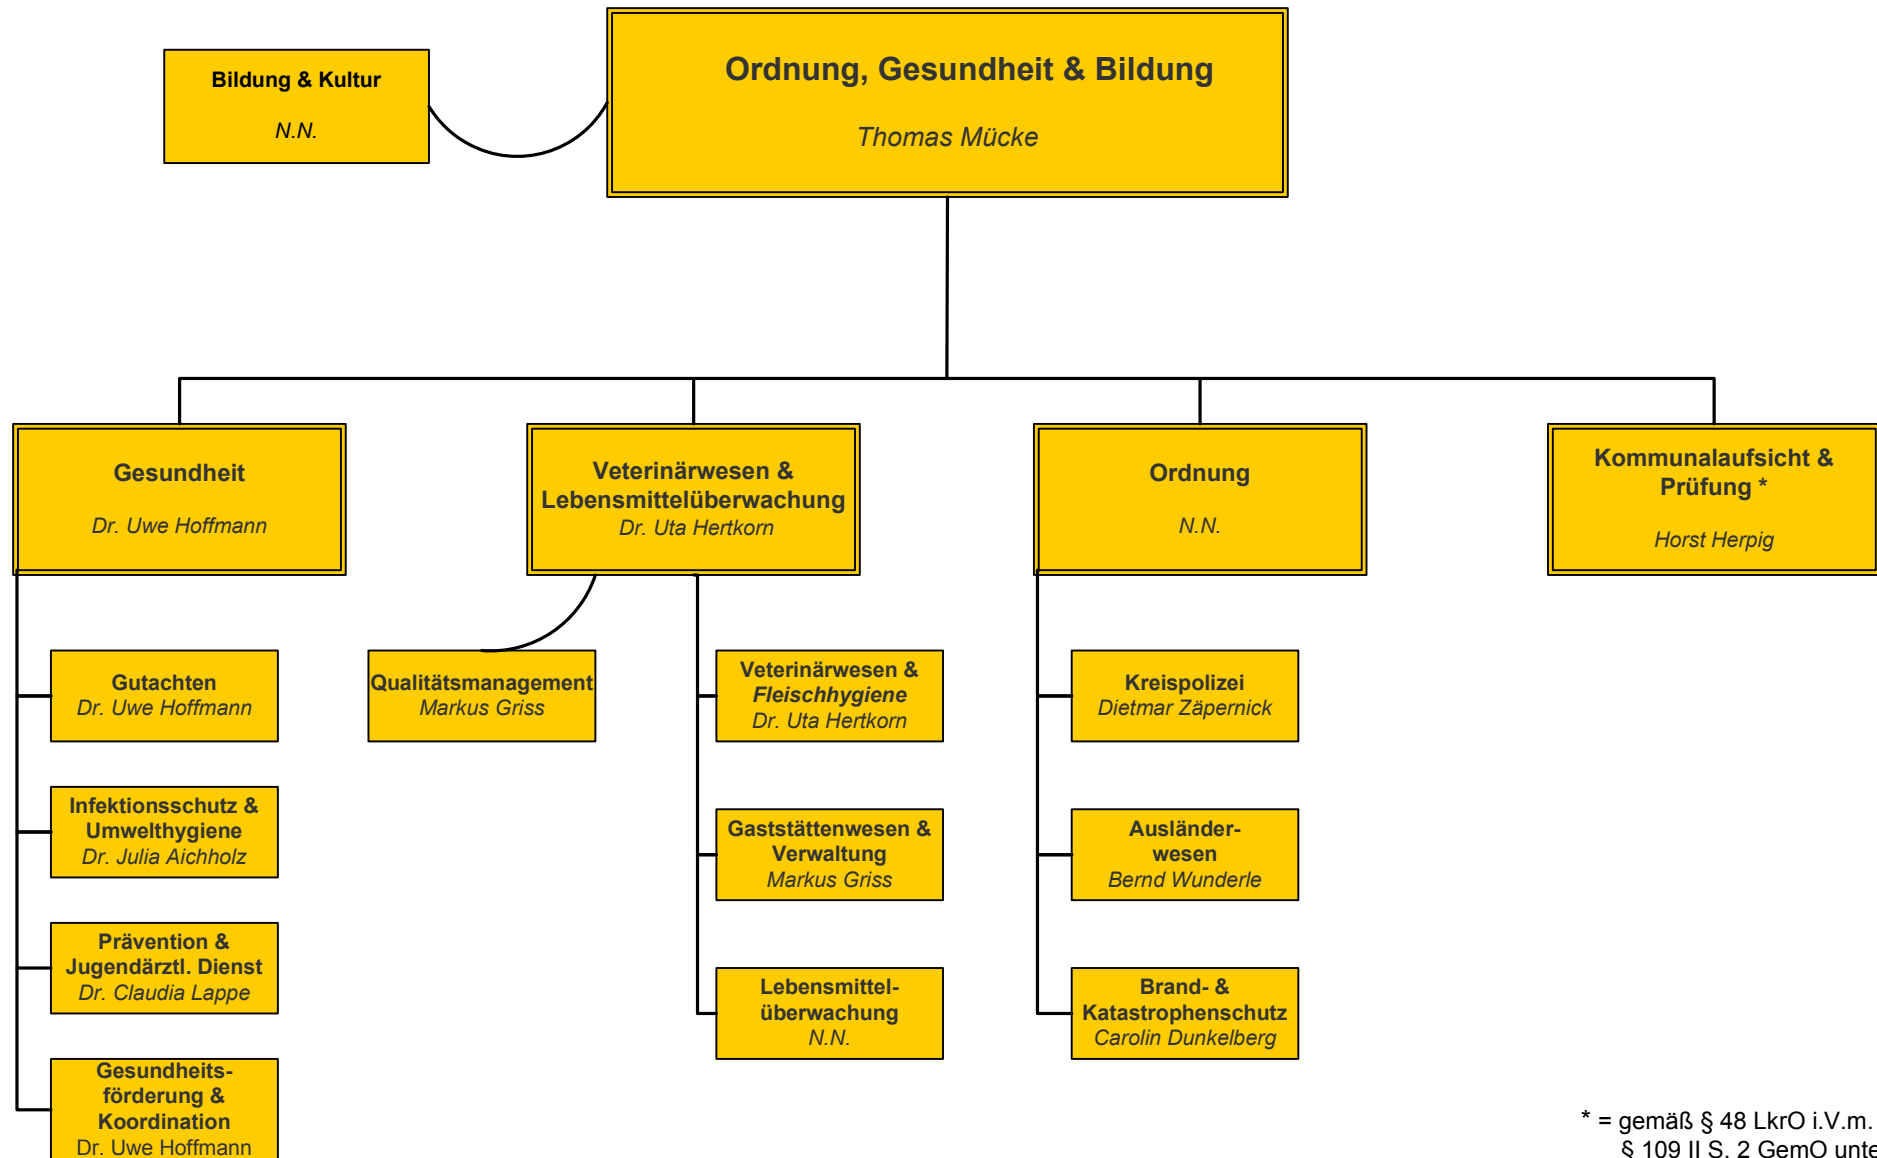 Bildung & Kultur
N.N.
Ordnung, Gesundheit & Bildung
Thomas Mücke
Gesundheit
Dr. Uwe Hoffmann
Veterinärwesen &
Lebensmittelüberwachung
Dr. Uta Hertkorn
Ordnung
N.N.
Kommunalaufsicht &
Prüfung *
Horst Herpig
Gutachten
Dr. Uwe Hoffmann
Infektionsschutz &
Umwelthygiene
Dr. Julia Aichholz
Prävention &
Jugendärztl. Dienst
Dr. Claudia Lappe
Gesundheits-
förderung &
Koordination
Dr. Uwe Hoffmann
Qualitätsmanagement
Markus Griss
Veterinärwesen &
Fleischhygiene
Dr. Uta Hertkorn
Gaststättenwesen &
Verwaltung
Markus Griss
Lebensmittel-
überwachung
N.N.
Kreispolizei
Dietmar Zäpernick
Ausländer-
wesen
Bernd Wunderle
Brand- &
Katastrophenschutz
Carolin Dunkelberg
* = gemäß § 48 LkrO i.V.m.
§ 109 II S. 2 GemO unte